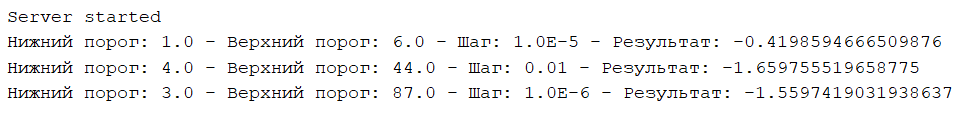 Server started
Нижний порог: 1.0 - Верхний порог: 6.0 - Шаг: 1.0E-5 - Результат: -0.4198594666509876
Нижний порог: 4.0 - Верхний порог: 44.0 - Шаг: 0.01 - Результат: -1.659755519658775
Нижний порог: 3.0 - Верхний порог: 87.0 - Шаг: 1.0E-6 - Результат: -1.5597419031938637